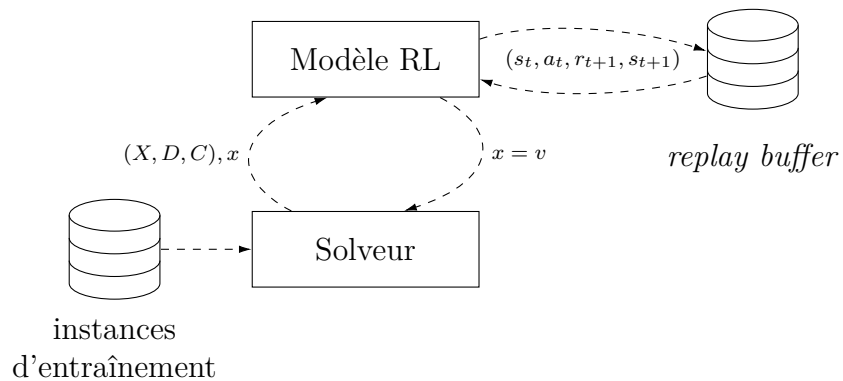 Modèle RL
(s_t, a_t, r_{t+1}, s_{t+1})
replay buffer
(X, D, C), x
x = v
Solveur
instances
d'entraînement